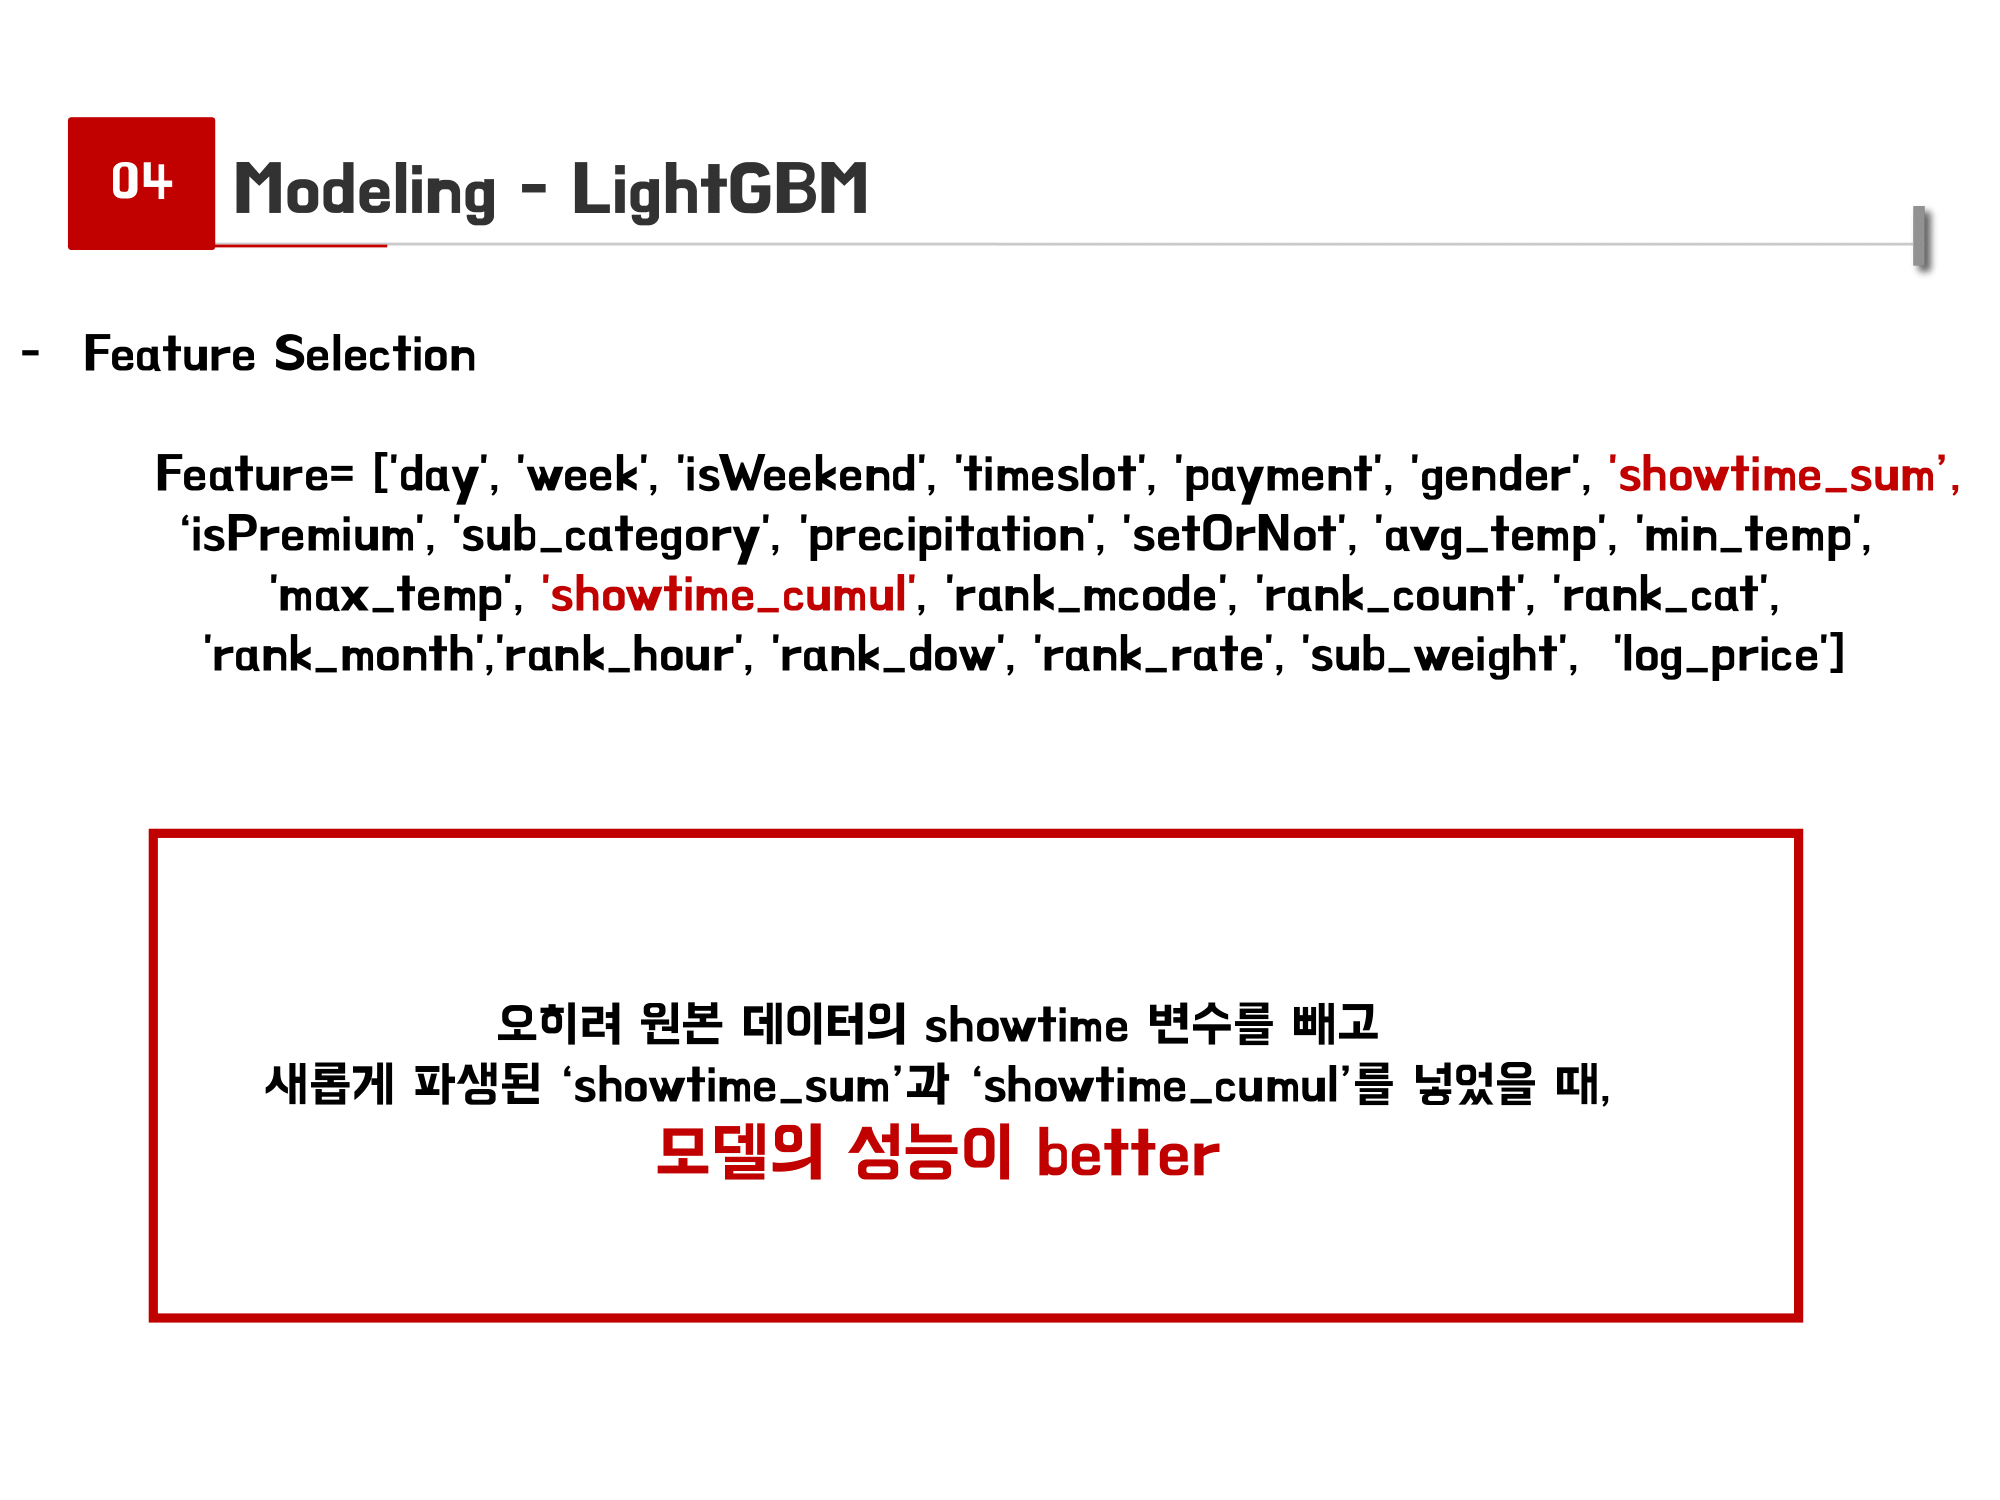 04
Modeling - LightGBM
- Feature Selection
Feature= ['day', 'week', 'isWeekend', 'timeslot', 'payment', 'gender', 'showtime_sum’,
‘isPremium', 'sub_category', 'precipitation', 'setOrNot', 'avg_temp', 'min_temp',
'max_temp', 'showtime_cumul', 'rank_mcode', 'rank_count', 'rank_cat',
'rank_month','rank_hour', 'rank_dow', 'rank_rate', 'sub_weight',  'log_price']
오히려 원본 데이터의 showtime 변수를 빼고
새롭게 파생된 ‘showtime_sum’과 ‘showtime_cumul’를 넣었을 때,
모델의 성능이 better